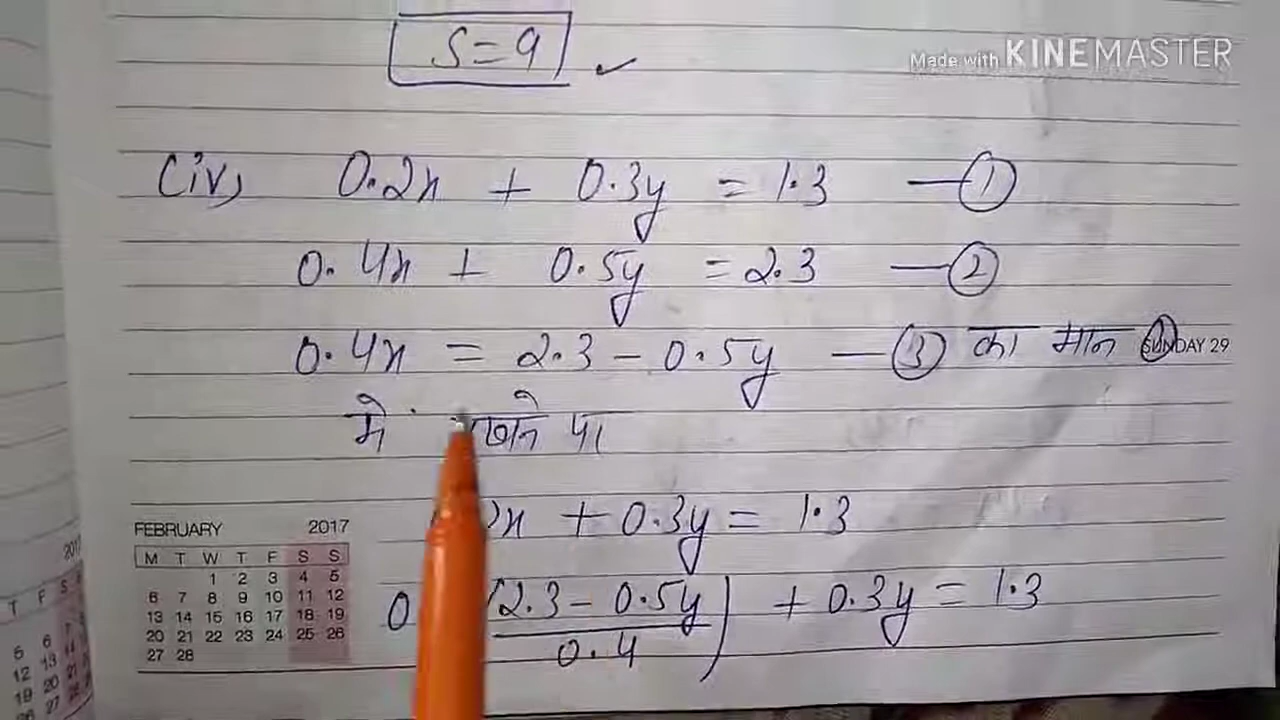 S=9
Made with KINEMASTER
(iv) 0.2x + 0.3y = 1.3 —①
0.4x + 0.5y = 2.3 —②
0.4x = 2.3 - 0.5y —③ का मान
SUNDAY 29
में पर
x + 0.3y = 1.3
(2.3 - 0.5y / 0.4) + 0.3y = 1.3
FEBRUARY 2017
M T W T F S S
1 2 3 4 5
6 7 8 9 10 11 12
13 14 15 16 17 18 19
20 21 22 23 24 25 26
27 28